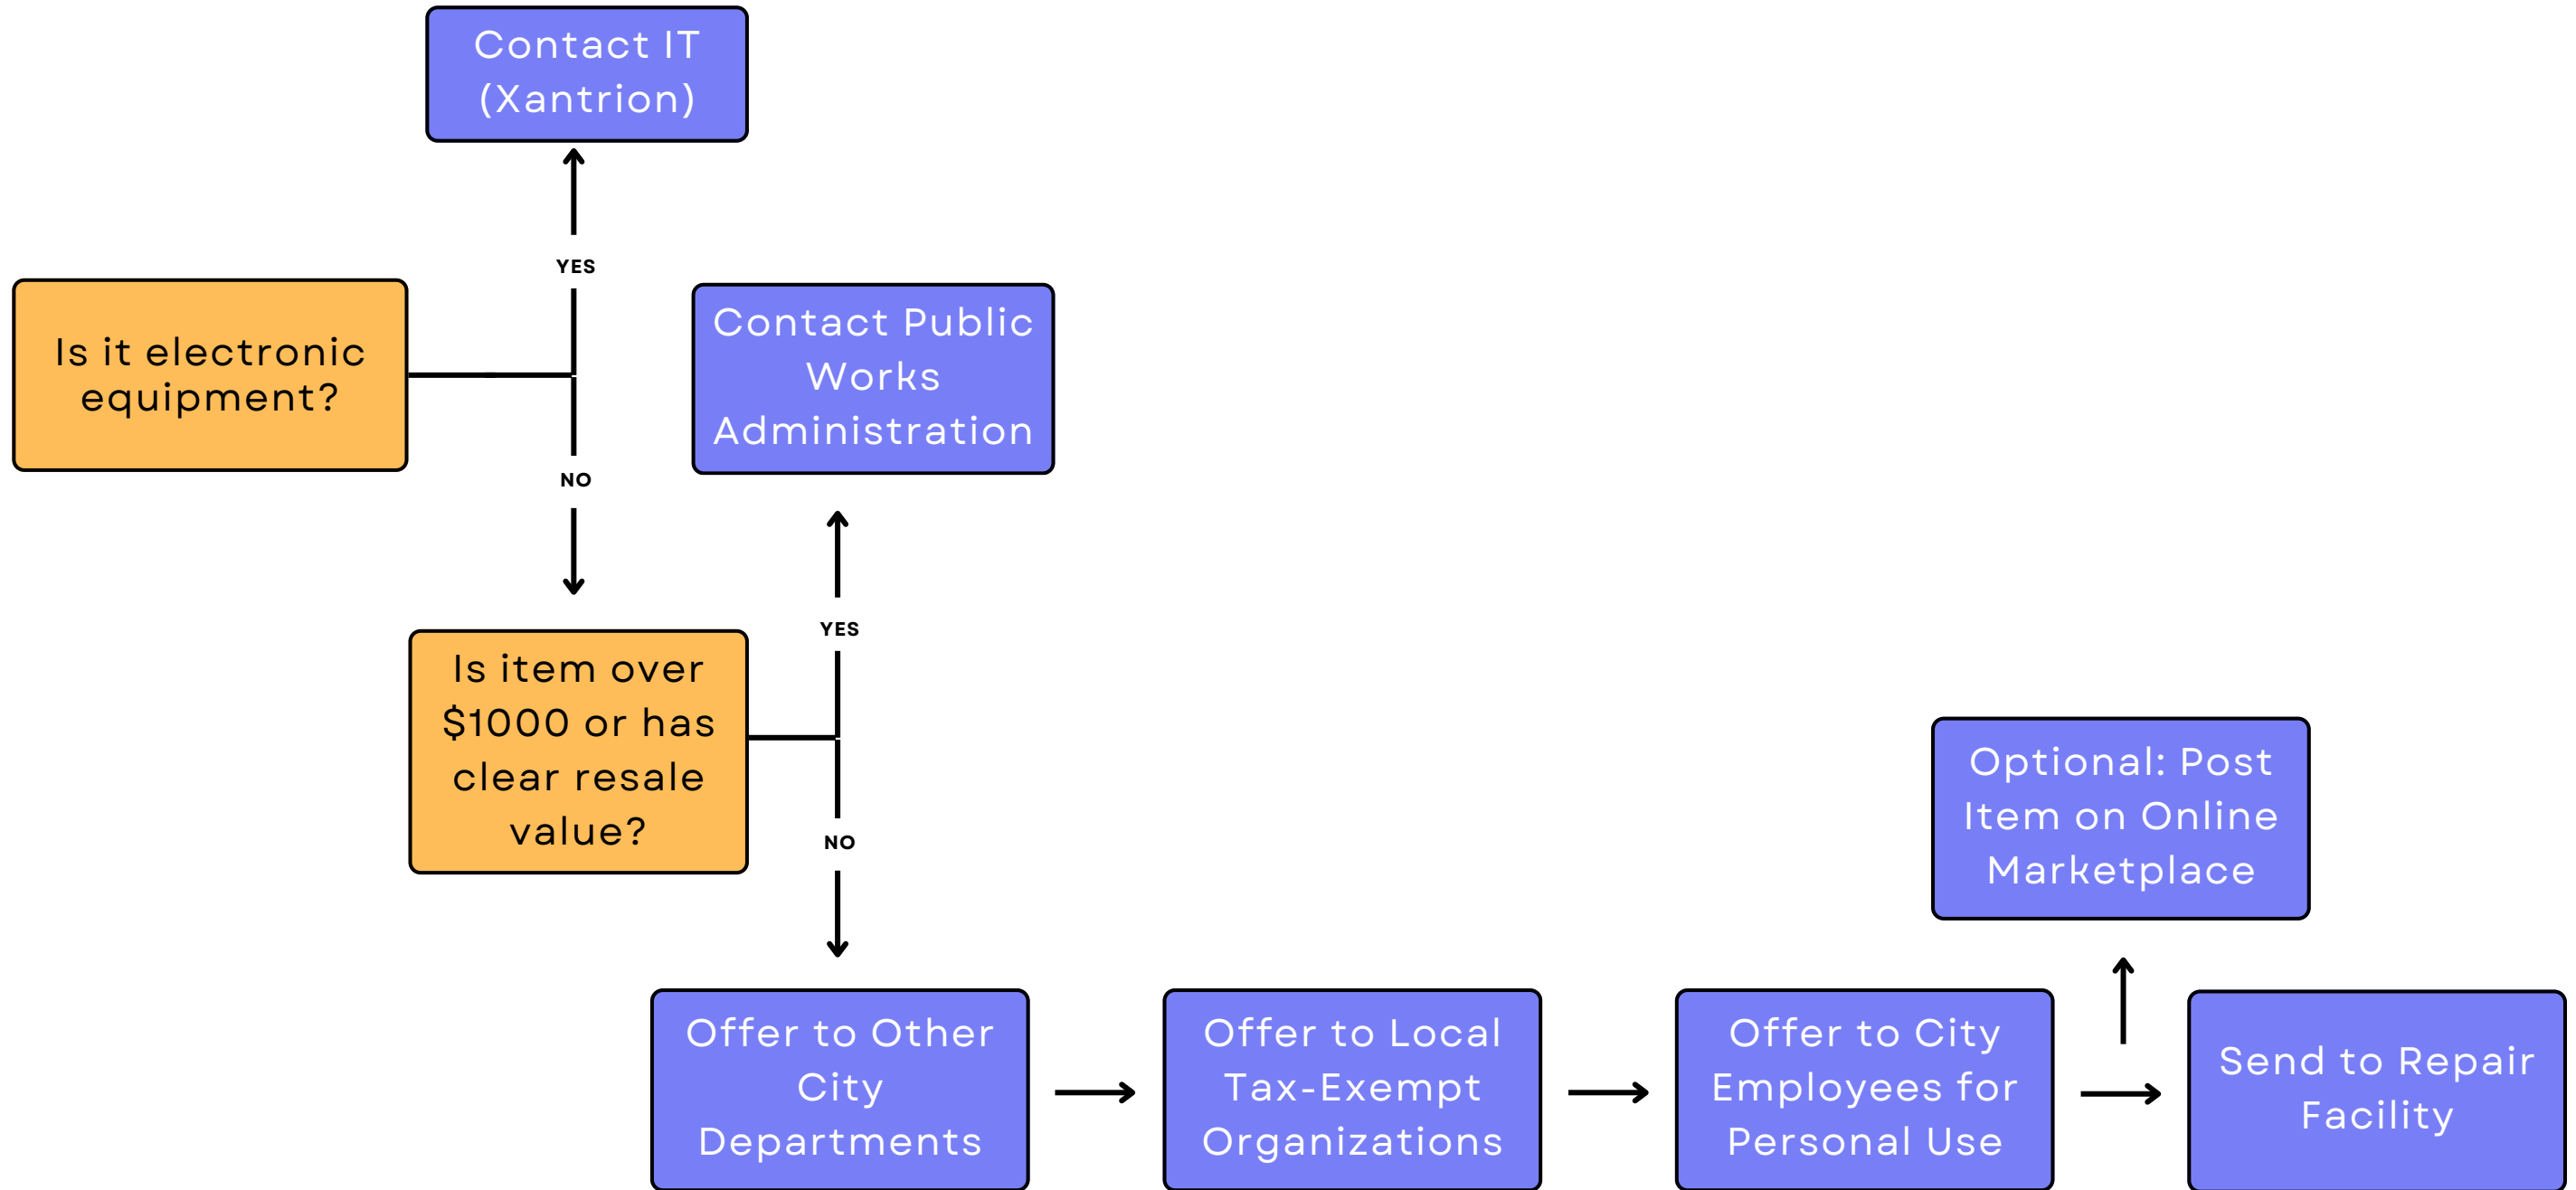 Contact IT
(Xantrion)
YES
Is it electronic
equipment?
NO
Contact Public
Works
Administration
YES
Is item over
$1000 or has
clear resale
value?
NO
Offer to Other
City
Departments
Offer to Local
Tax-Exempt
Organizations
Offer to City
Employees for
Personal Use
Optional: Post
Item on Online
Marketplace
Send to Repair
Facility